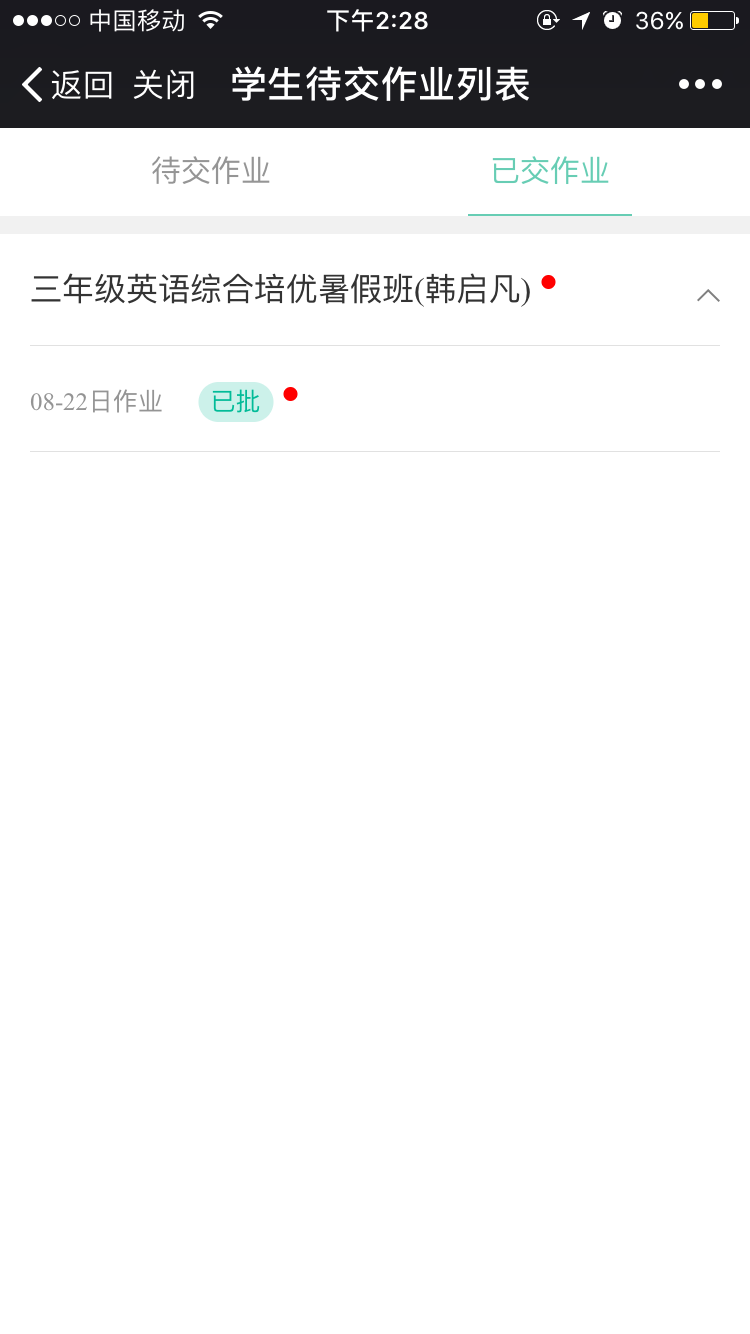 中国移动 下午2:28 36%
返回 关闭 学生待交作业列表
待交作业 已交作业
三年级英语综合培优暑假班(韩启凡)
08-22日作业 已批